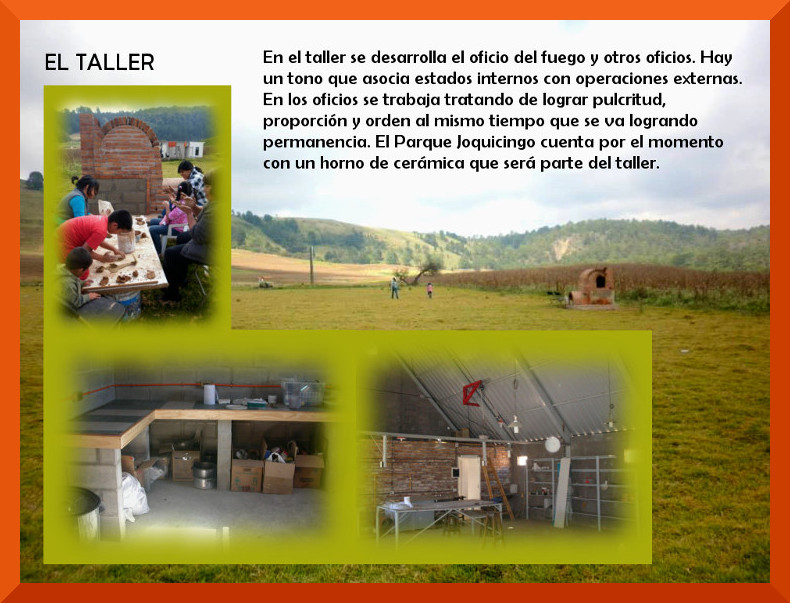 EL TALLER
En el taller se desarrolla el oficio del fuego y otros oficios. Hay
un tono que asocia estados internos con operaciones externas.
En los oficios se trabaja tratando de lograr pulcritud,
proporción y orden al mismo tiempo que se va logrando
permanencia. El Parque Joquicingo cuenta por el momento
con un horno de cerámica que será parte del taller.